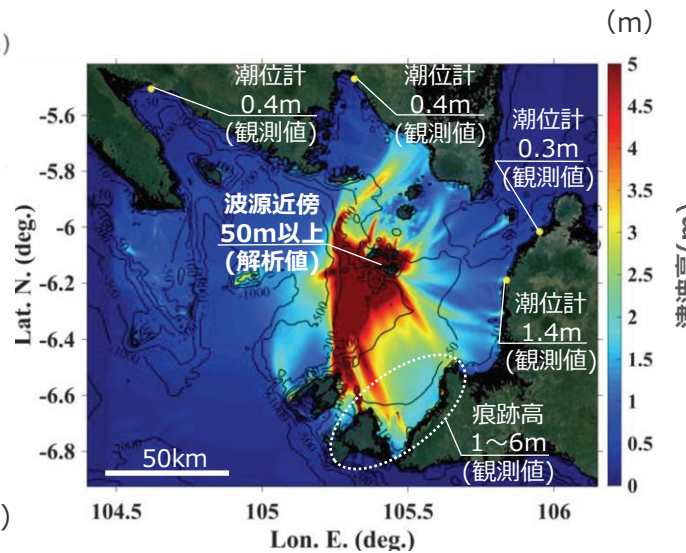 (m)
潮位計
0.4m
(観測値)
潮位計
0.4m
(観測値)
潮位計
0.3m
(観測値)
波源近傍
50m以上
(解析値)
潮位計
1.4m
(観測値)
痕跡高
1～6m
(観測値)
50km
-5.6
-5.8
-6
-6.2
-6.4
-6.6
-6.8
Lat. N. (deg.)
104.5
105
105.5
106
Lon. E. (deg.)
5
4.5
4
3.5
3
2.5
2
1.5
1
0.5
0
-1000